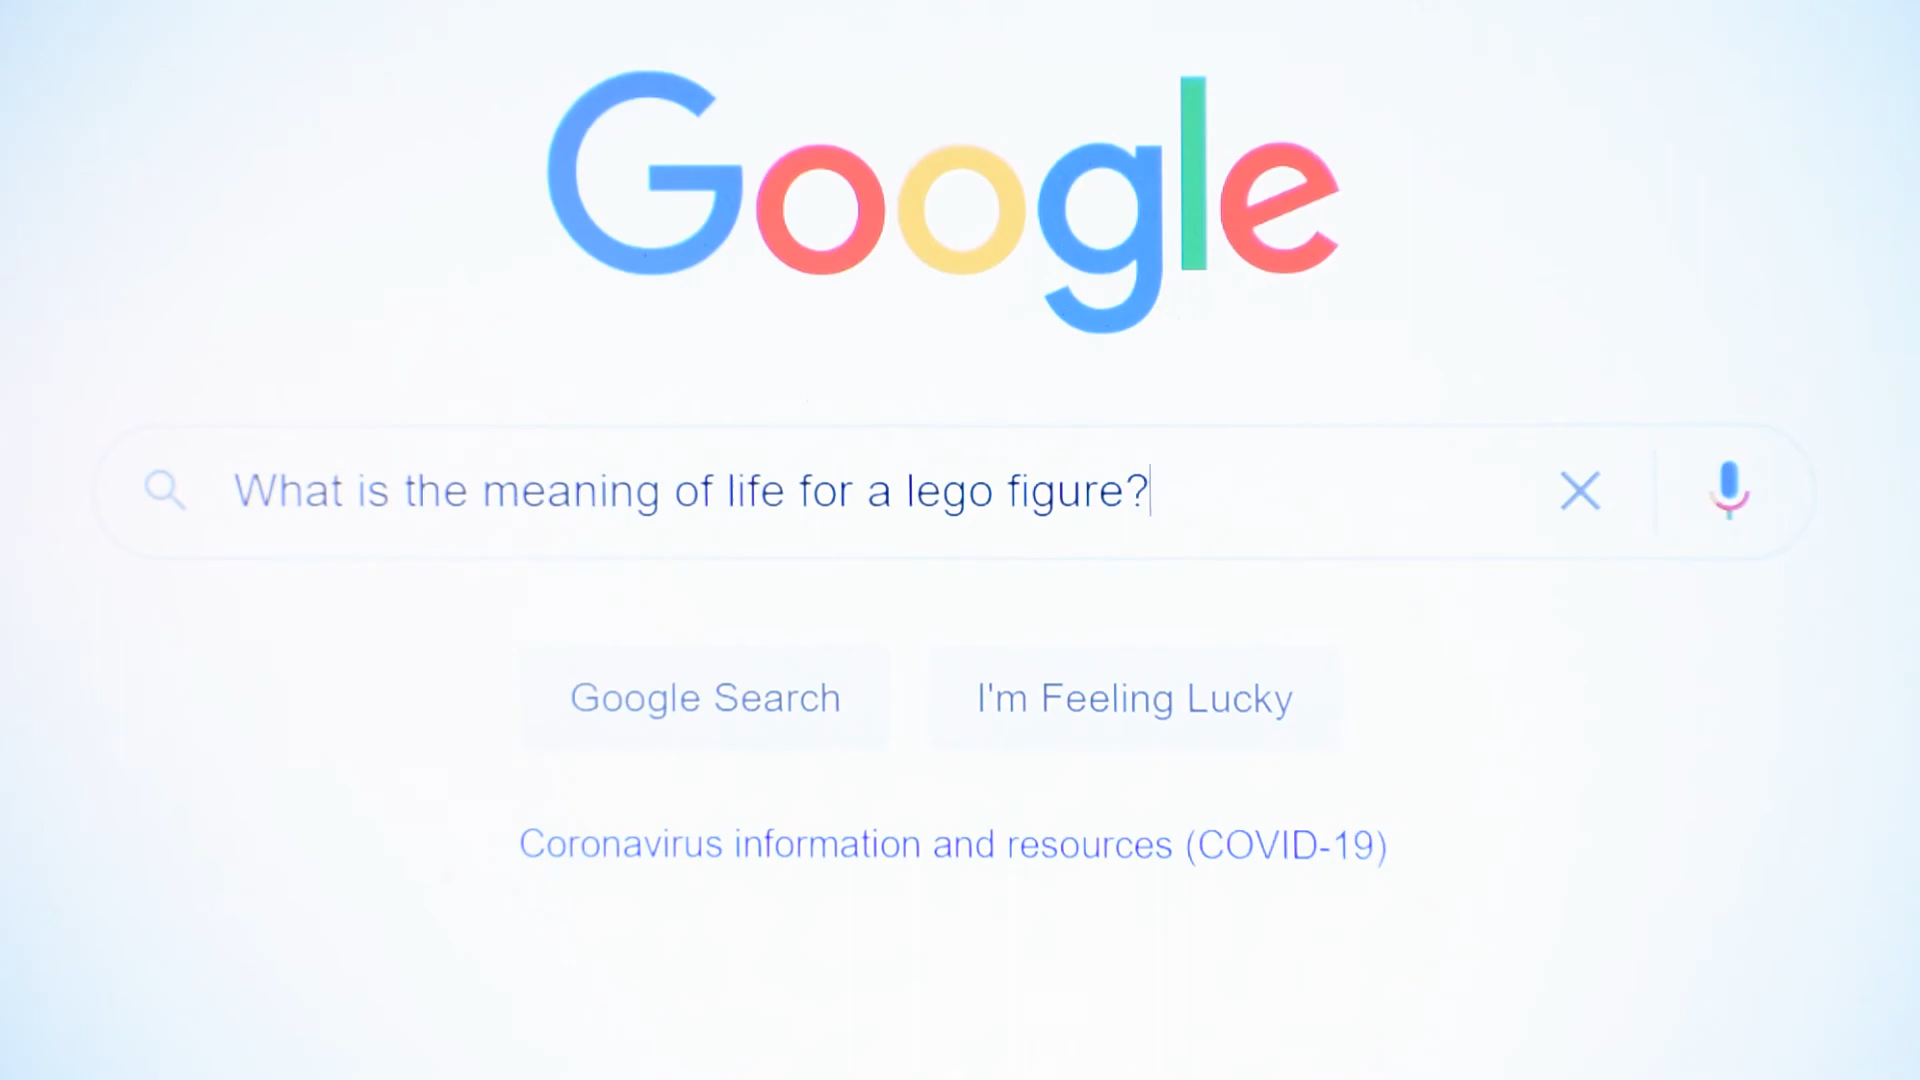 Google
What is the meaning of life for a lego figure?
Google Search
I'm Feeling Lucky
Coronavirus information and resources (COVID-19)